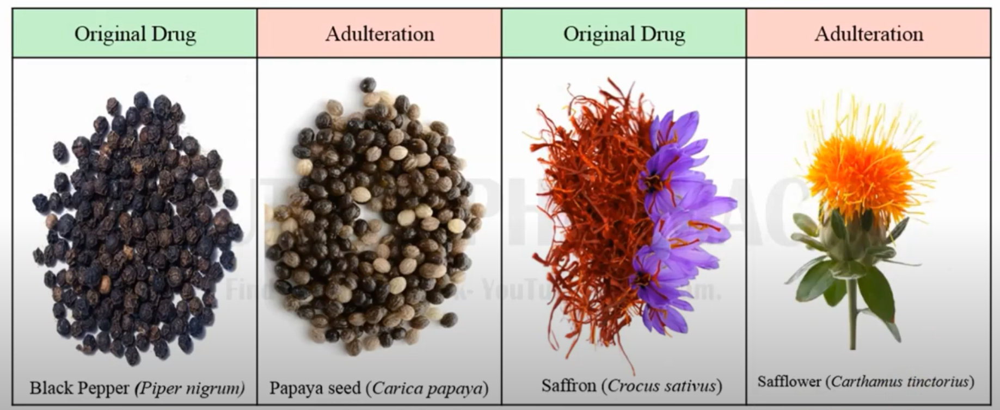 Original Drug
Adulteration
Original Drug
Adulteration
Black Pepper (Piper nigrum)
Papaya seed (Carica papaya)
Saffron (Crocus sativus)
Safflower (Carthamus tinctorius)